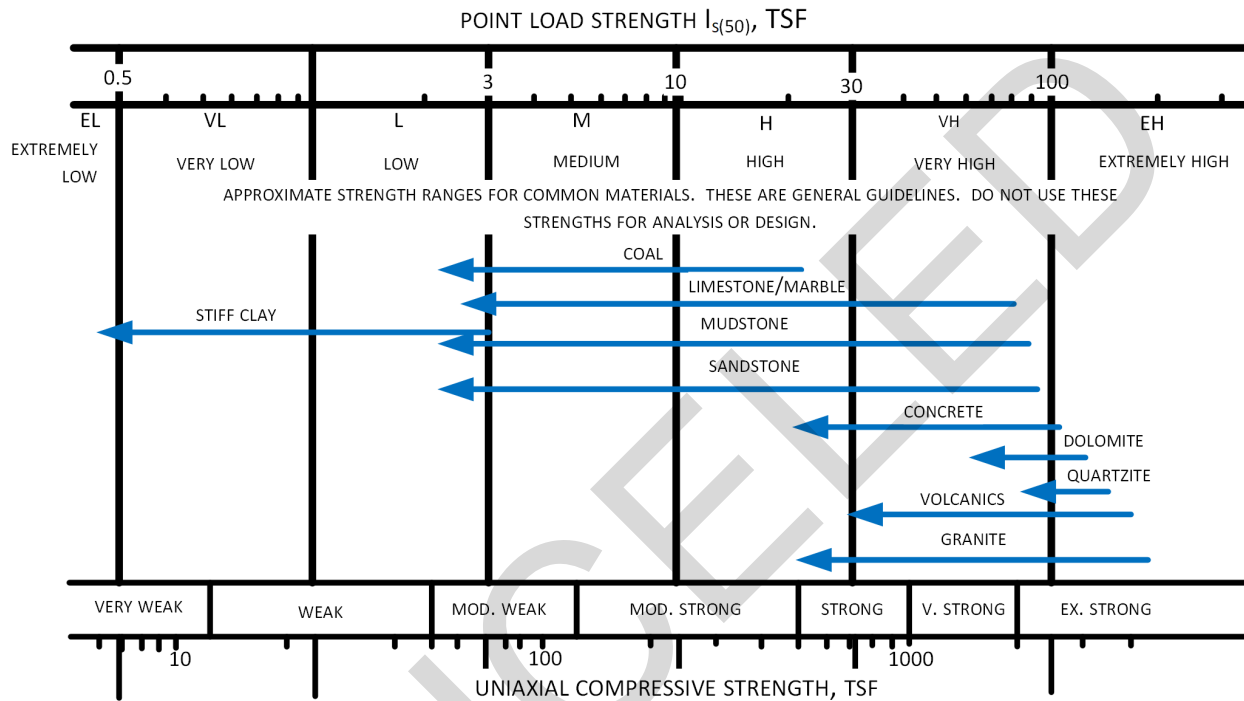 POINT LOAD STRENGTH Is(50), TSF
0.5 3 10 30 100
EL VL L M H VH EH
EXTREMELY
LOW
VERY LOW LOW MEDIUM HIGH VERY HIGH EXTREMELY HIGH
APPROXIMATE STRENGTH RANGES FOR COMMON MATERIALS. THESE ARE GENERAL GUIDELINES. DO NOT USE THESE
STRENGTHS FOR ANALYSIS OR DESIGN.
COAL
LIMESTONE/MARBLE
STIFF CLAY
MUDSTONE
SANDSTONE
CONCRETE
DOLOMITE
QUARTZITE
VOLCANICS
GRANITE
VERY WEAK WEAK MOD. WEAK MOD. STRONG STRONG V. STRONG EX. STRONG
10 100 1000
UNIAXIAL COMPRESSIVE STRENGTH, TSF
CELED